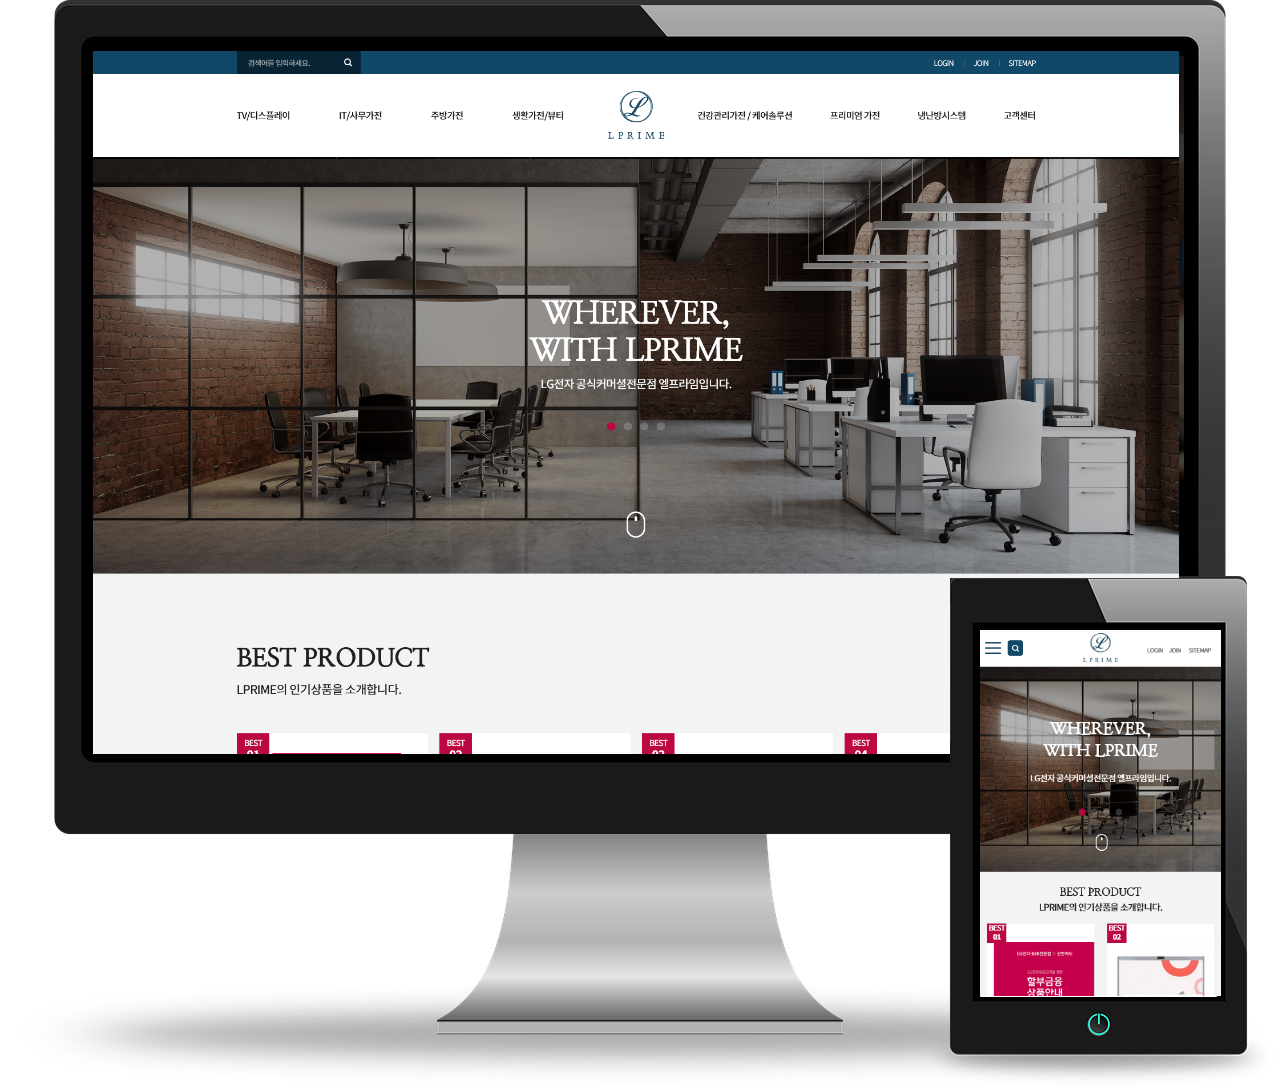 검색어를 입력하세요.
LOGIN
JOIN
SITEMAP
TV/디스플레이
IT/사무가전
주방가전
생활가전/뷰티
L
LPRIME
건강관리가전 / 케어솔루션
프리미엄 가전
냉난방시스템
고객센터
WHEREVER,
WITH LPRIME
LG전자 공식커머셜전문점 엘프라임입니다.
BEST PRODUCT
LPRIME의 인기상품을 소개합니다.
BEST
01
BEST
02
BEST
03
BEST
04
L
LPRIME
LOGIN
JOIN
SITEMAP
WHEREVER,
WITH LPRIME
LG전자 공식커머셜전문점 엘프라임입니다.
BEST PRODUCT
LPRIME의 인기상품을 소개합니다.
BEST
01
BEST
02
할부금융
상품안내